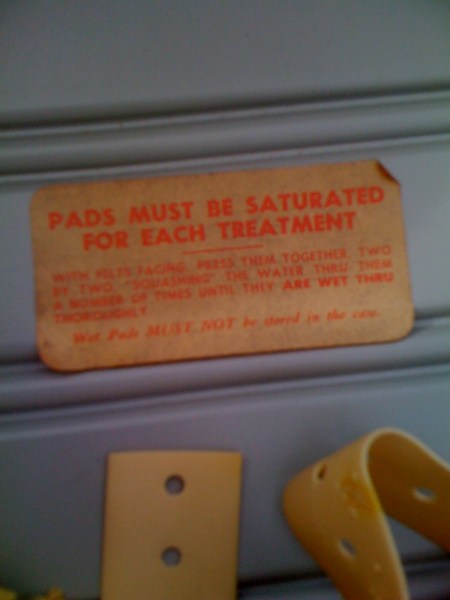 PADS MUST BE SATURATED
FOR EACH TREATMENT
WITH FELTS FACING, PRESS THEM TOGETHER, TWO
BY TWO, "SQUASHING" THE WATER THRU THEM
A NUMBER OF TIMES UNTIL THEY ARE WET THRU
THOROUGHLY
Wet Pads MUST NOT be stored in the case.